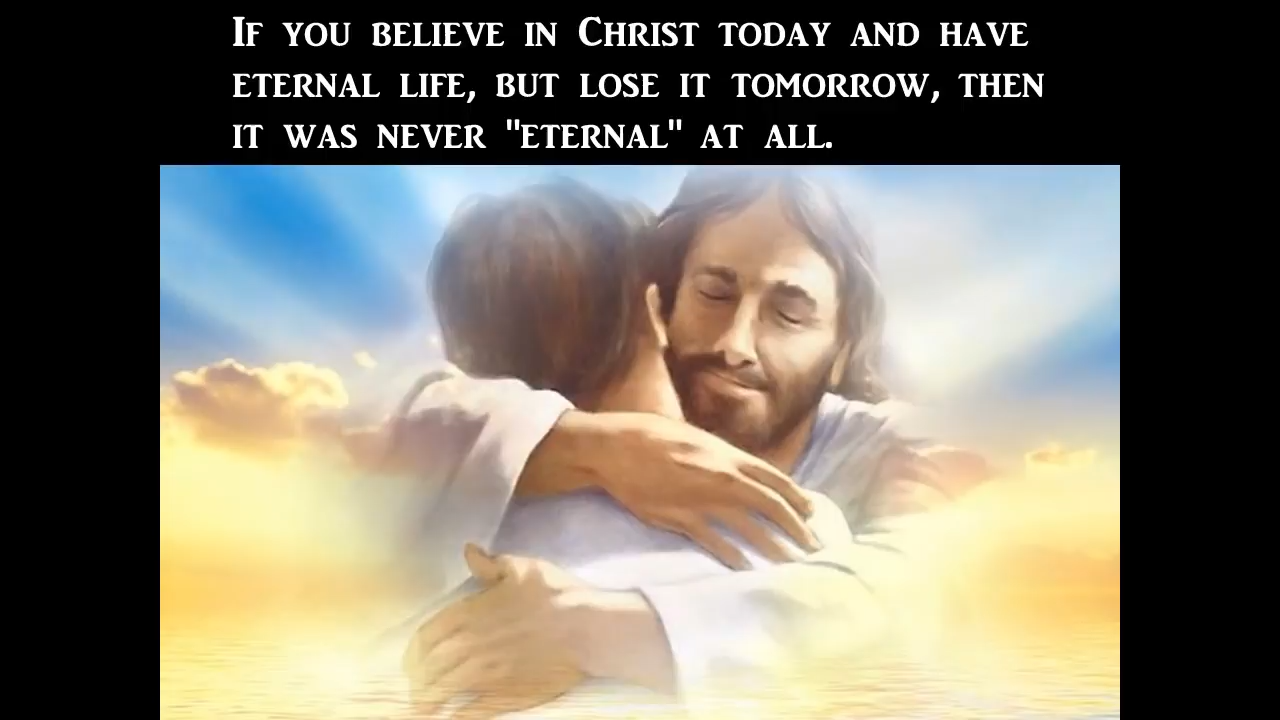 If you believe in Christ today and have
eternal life, but lose it tomorrow, then
it was never "eternal" at all.